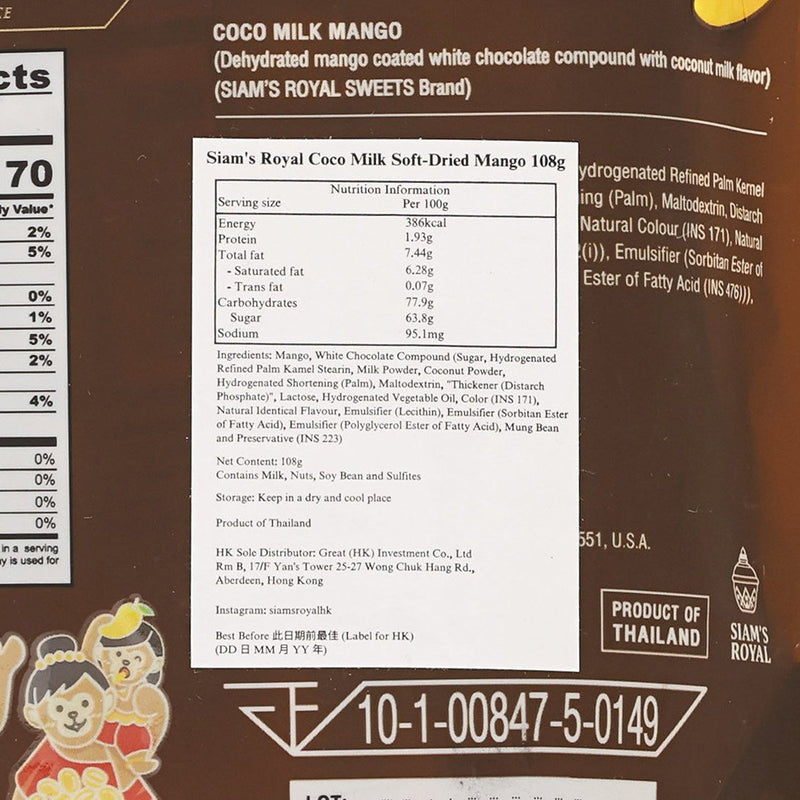 CE
COCO MILK MANGO
(Dehydrated mango coated white chocolate compound with coconut milk flavor)
(SIAM'S ROYAL SWEETS Brand)
cts
70
ly Value*
2%
5%
0%
1%
5%
2%
4%
0%
0%
0%
0%
in a serving
y is used for
Siam's Royal Coco Milk Soft-Dried Mango 108g
Nutrition Information
Serving size Per 100g
Energy 386kcal
Protein 1.93g
Total fat 7.44g
- Saturated fat 6.28g
- Trans fat 0.07g
Carbohydrates 77.9g
Sugar 63.8g
Sodium 95.1mg
Ingredients: Mango, White Chocolate Compound (Sugar, Hydrogenated
Refined Palm Kamel Stearin, Milk Powder, Coconut Powder,
Hydrogenated Shortening (Palm), Maltodextrin, "Thickener (Distarch
Phosphate)", Lactose, Hydrogenated Vegetable Oil, Color (INS 171),
Natural Identical Flavour, Emulsifier (Lecithin), Emulsifier (Sorbitan Ester
of Fatty Acid), Emulsifier (Polyglycerol Ester of Fatty Acid), Mung Bean
and Preservative (INS 223)
Net Content: 108g
Contains Milk, Nuts, Soy Bean and Sulfites
Storage: Keep in a dry and cool place
Product of Thailand
HK Sole Distributor: Great (HK) Investment Co., Ltd
Rm B, 17/F Yan's Tower 25-27 Wong Chuk Hang Rd.,
Aberdeen, Hong Kong
Instagram: siamsroyalhk
Best Before 此日期前最佳 (Label for HK)
(DD 日 MM 月 YY 年)
ydrogenated Refined Palm Kernel
ing (Palm), Maltodextrin, Distarch
Natural Colour (INS 171), Natural
(i)), Emulsifier (Sorbitan Ester of
Ester of Fatty Acid (INS 476))),
551, U.S.A.
PRODUCT OF
THAILAND
SIAM'S
ROYAL
10-1-00847-5-0149
LOT: